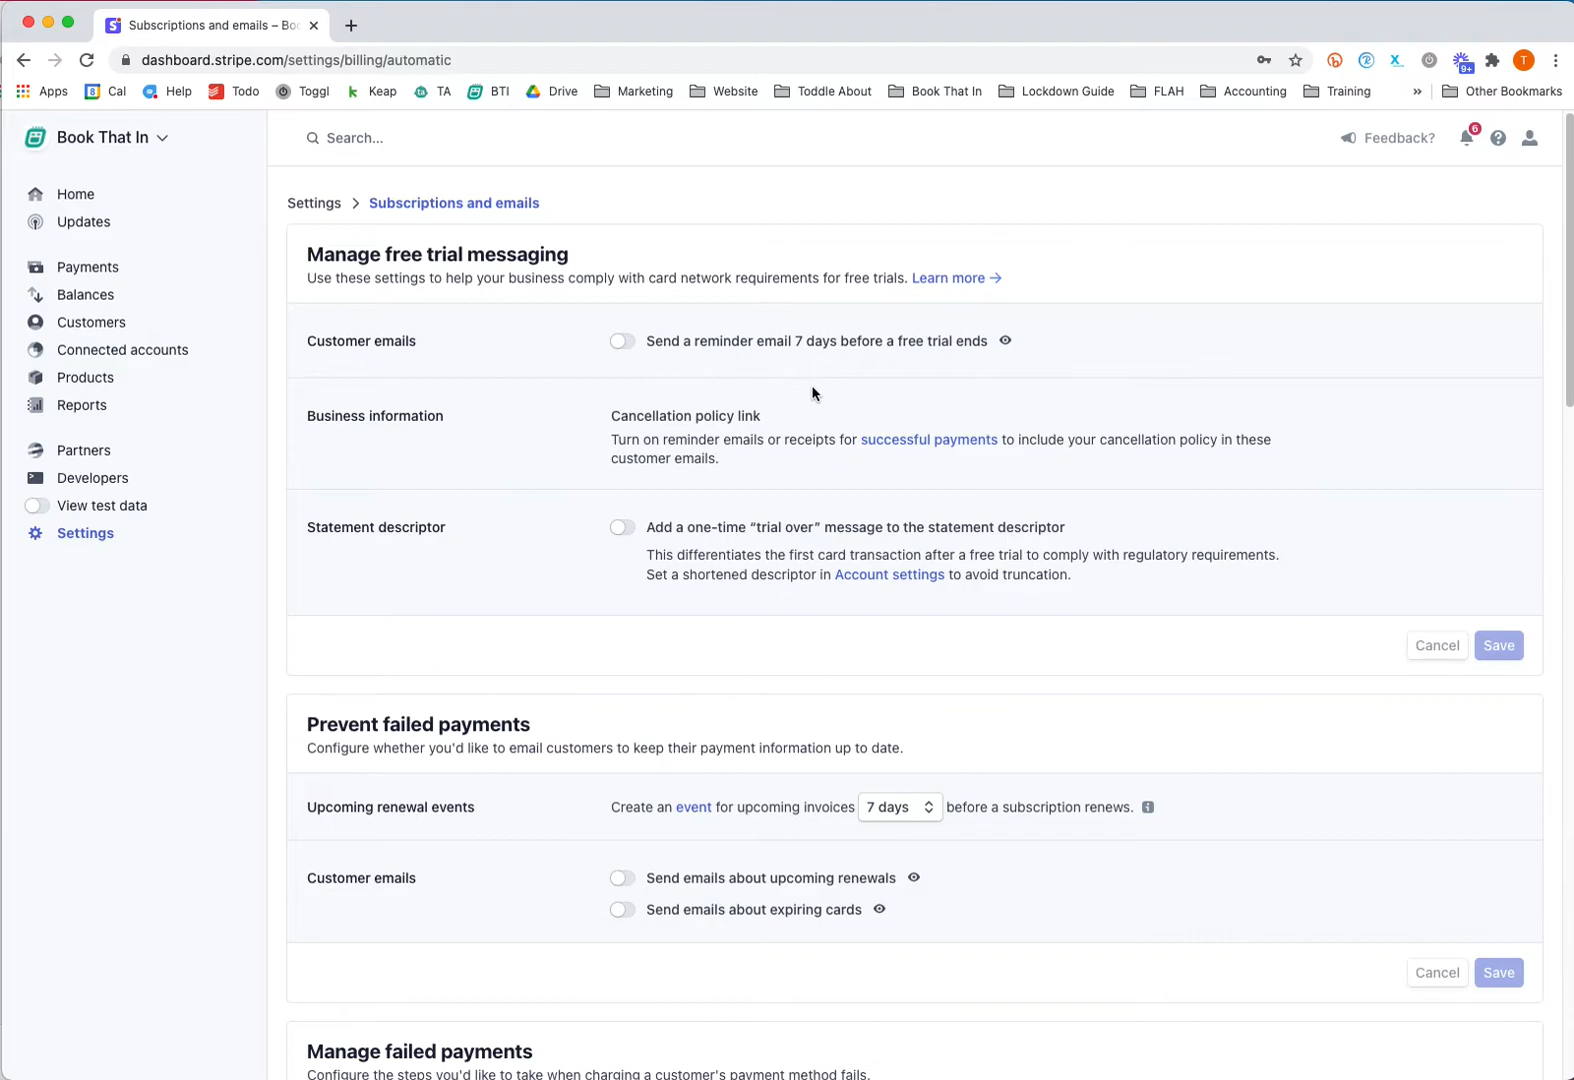 Subscriptions and emails – Boo
dashboard.stripe.com/settings/billing/automatic
9+
T
Apps
8 Cal
Help
Todo
Toggl
k Keap
ta TA
BTI
Drive
Marketing
Website
Toddle About
Book That In
Lockdown Guide
FLAH
Accounting
Training
»
Other Bookmarks
Book That In
Search...
Feedback?
6
Home
Updates
Payments
Balances
Customers
Connected accounts
Products
Reports
Partners
Developers
View test data
Settings
Settings > Subscriptions and emails
Manage free trial messaging
Use these settings to help your business comply with card network requirements for free trials. Learn more →
Customer emails
Send a reminder email 7 days before a free trial ends
Business information
Cancellation policy link
Turn on reminder emails or receipts for successful payments to include your cancellation policy in these
customer emails.
Statement descriptor
Add a one-time “trial over” message to the statement descriptor
This differentiates the first card transaction after a free trial to comply with regulatory requirements.
Set a shortened descriptor in Account settings to avoid truncation.
Cancel
Save
Prevent failed payments
Configure whether you'd like to email customers to keep their payment information up to date.
Upcoming renewal events
Create an event for upcoming invoices 7 days before a subscription renews.
Customer emails
Send emails about upcoming renewals
Send emails about expiring cards
Cancel
Save
Manage failed payments
Configure the steps you'd like to take when charging a customer's payment method fails.